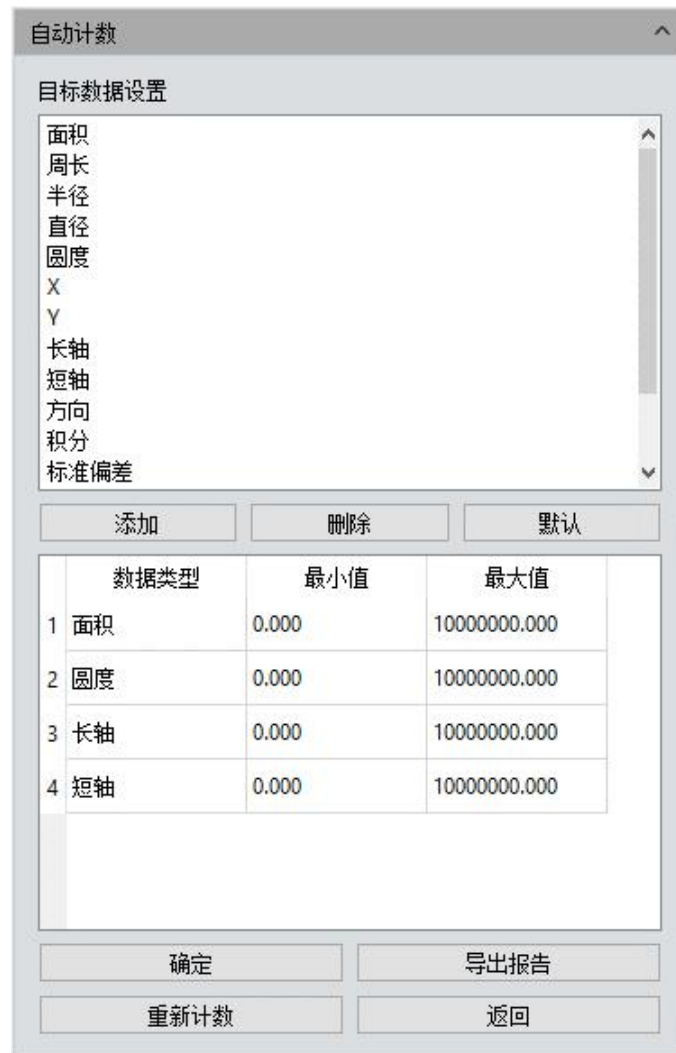 自动计数
目标数据设置
面积
周长
半径
直径
圆度
X
Y
长轴
短轴
方向
积分
标准偏差
添加 删除 默认
数据类型 最小值 最大值
1 面积 0.000 10000000.000
2 圆度 0.000 10000000.000
3 长轴 0.000 10000000.000
4 短轴 0.000 10000000.000
确定 导出报告
重新计数 返回